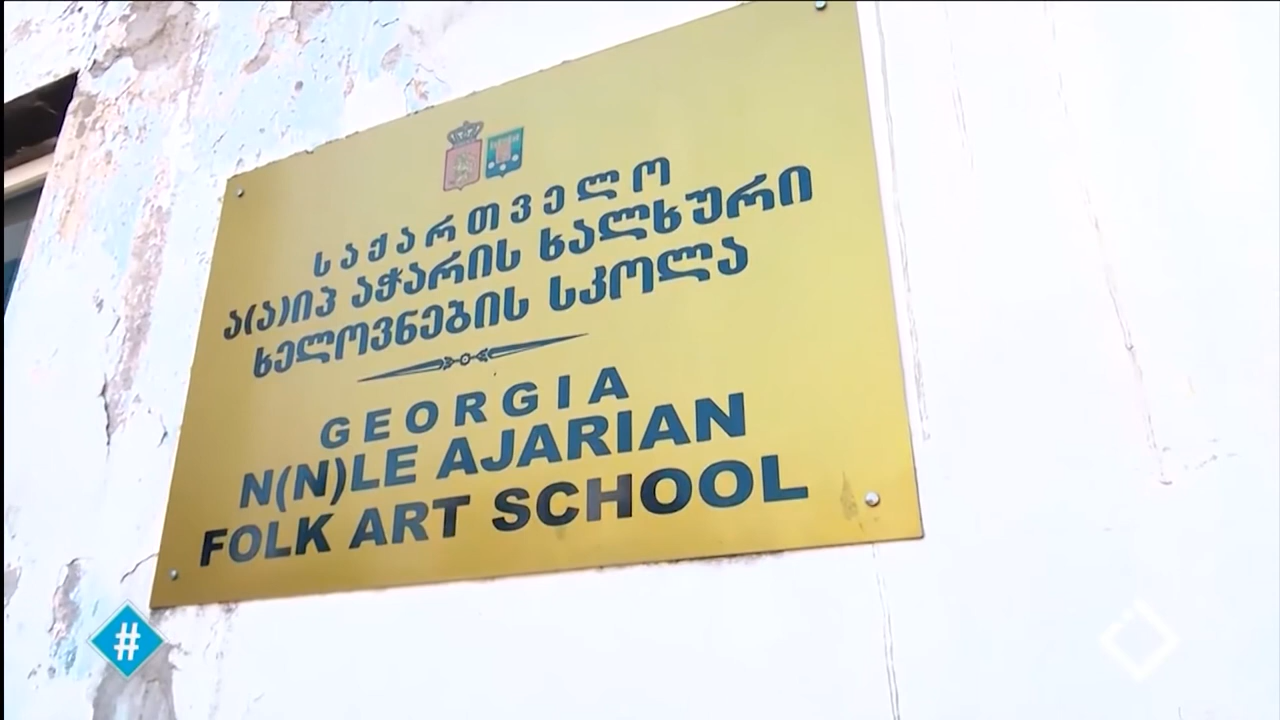 საქართველო
ა(ა)იპ აჭარის ხალხური
ხელოვნების სკოლა
GEORGIA
N(N)LE AJARIAN
FOLK ART SCHOOL
#